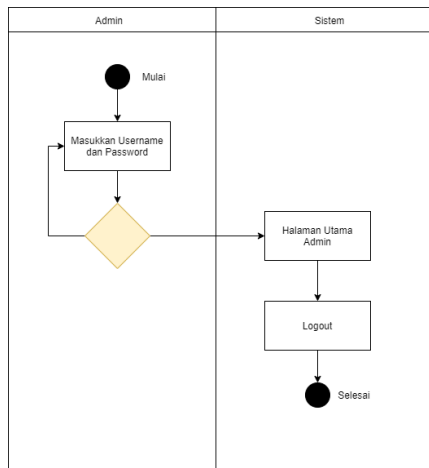 Admin
Sistem
Mulai
Masukkan Username
dan Password
Halaman Utama
Admin
Logout
Selesai